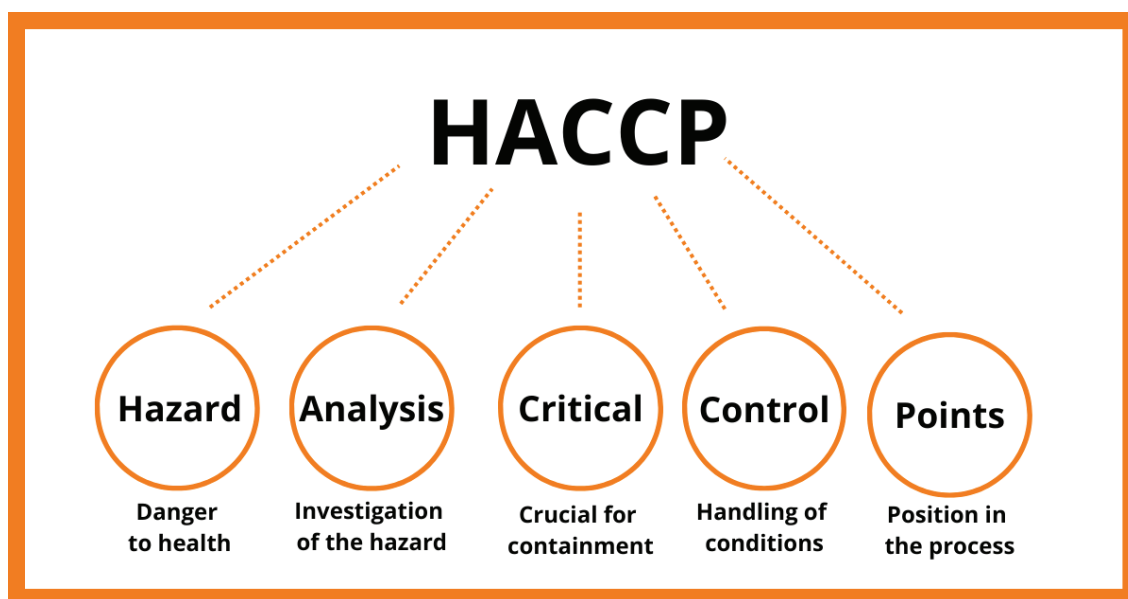 HACCP
Hazard
Danger
to health
Analysis
Investigation
of the hazard
Critical
Crucial for
containment
Control
Handling of
conditions
Points
Position in
the process